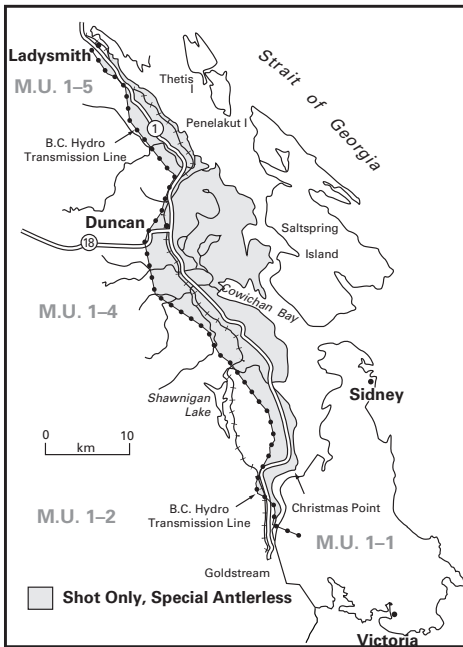 Ladysmith
M.U. 1–5
Thetis
I
Penelakut I
Strait of Georgia
1
B.C. Hydro
Transmission Line
Duncan
18
Saltspring
Island
Cowichan Bay
M.U. 1–4
Shawnigan
Lake
Sidney
0 10
km
B.C. Hydro
Transmission Line
Christmas Point
M.U. 1–2
M.U. 1–1
Goldstream
Shot Only, Special Antlerless
Victoria